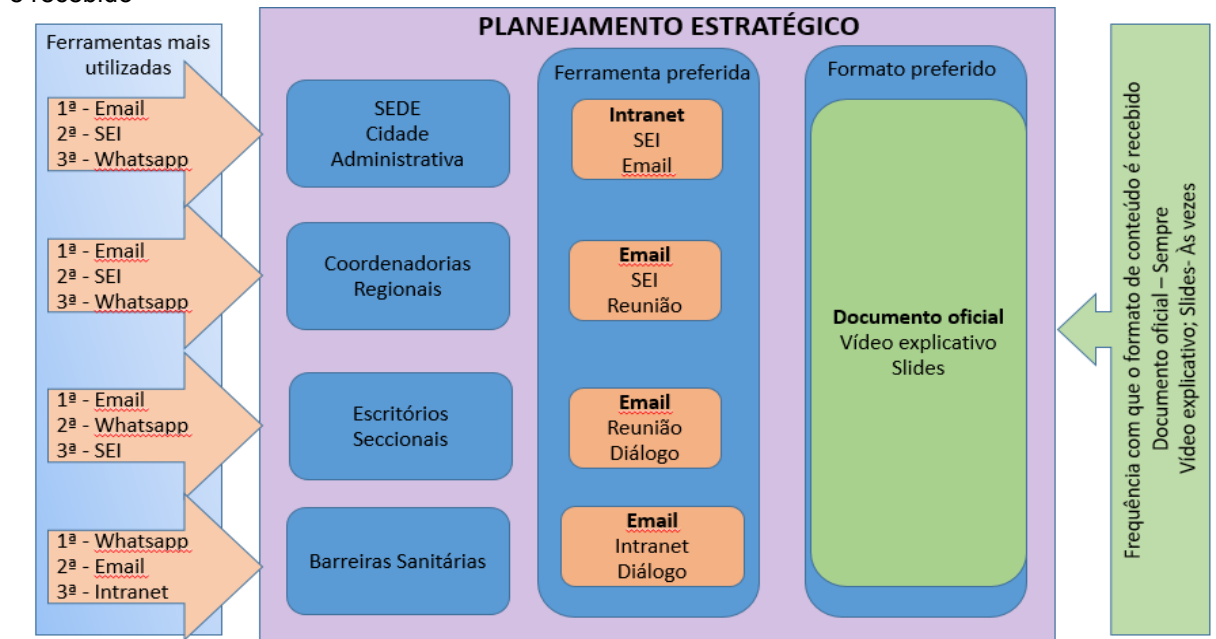 PLANEJAMENTO ESTRATÉGICO
Ferramentas mais
utilizadas
1ª - Email
2ª - SEI
3ª - Whatsapp
1ª - Email
2ª - SEI
3ª - Whatsapp
1ª - Email
2ª - Whatsapp
3ª - SEI
1ª - Whatsapp
2ª - Email
3ª - Intranet
SEDE
Cidade
Administrativa
Coordenadorias
Regionais
Escritórios
Seccionais
Barreiras Sanitárias
Ferramenta preferida
Intranet
SEI
Email
Email
SEI
Reunião
Email
Reunião
Diálogo
Email
Intranet
Diálogo
Formato preferido
Documento oficial
Vídeo explicativo
Slides
Frequência com que o formato de conteúdo é recebido
Documento oficial – Sempre
Vídeo explicativo; Slides- Às vezes